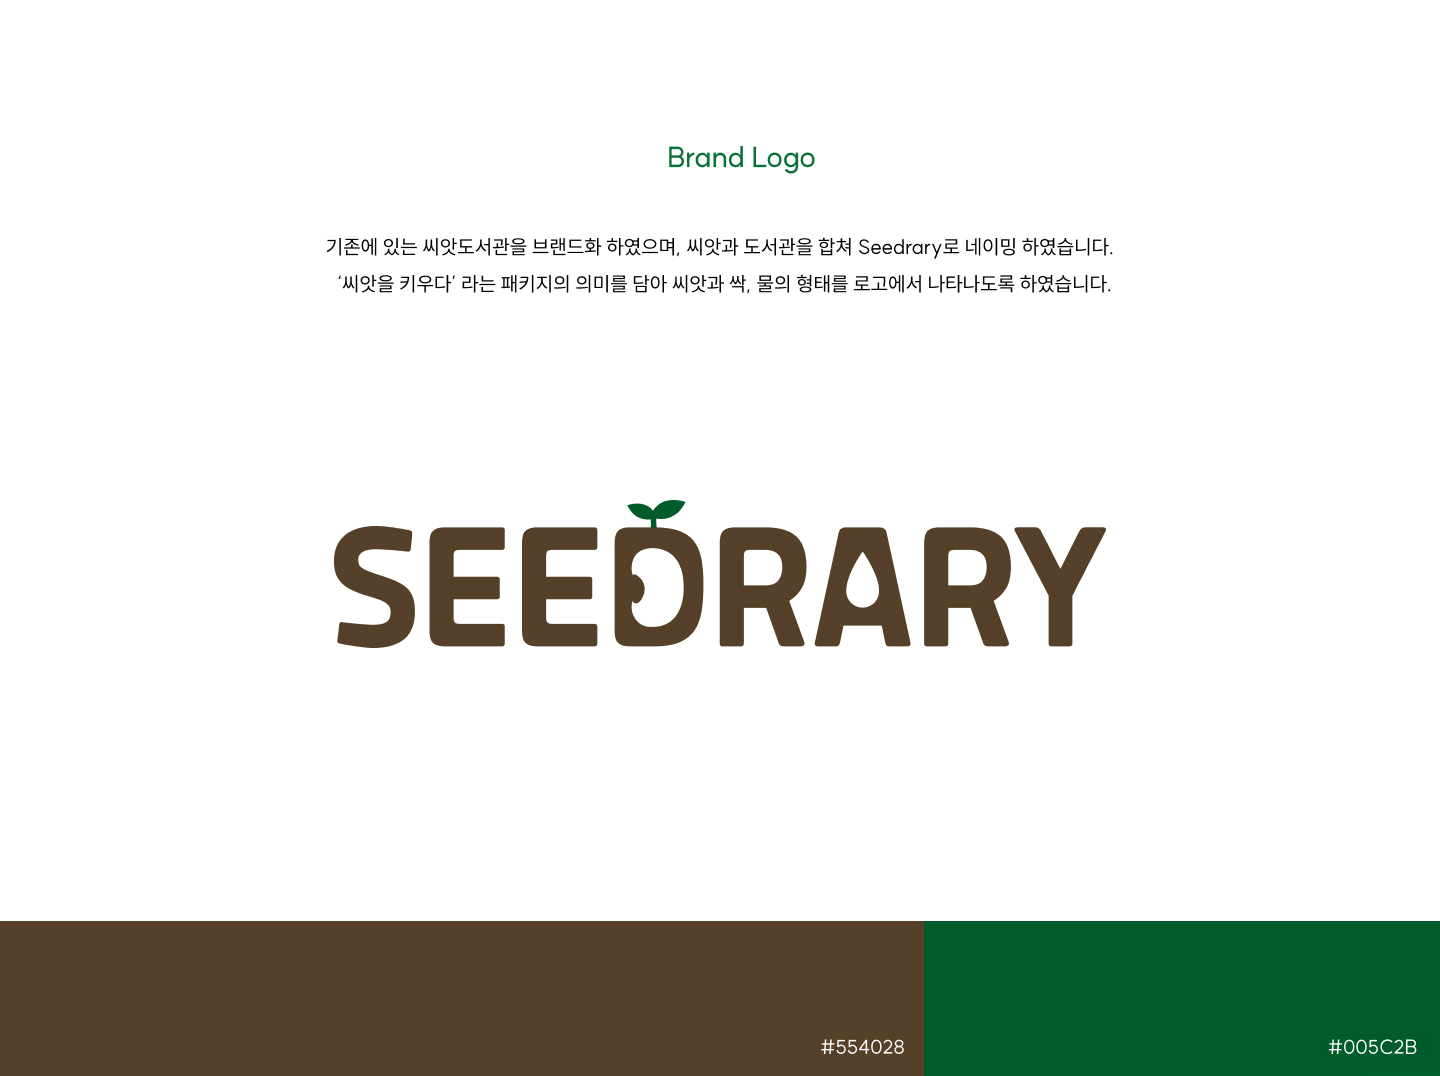 Brand Logo
기존에 있는 씨앗도서관을 브랜드화 하였으며, 씨앗과 도서관을 합쳐 Seedrary로 네이밍 하였습니다.
‘씨앗을 키우다’ 라는 패키지의 의미를 담아 씨앗과 싹, 물의 형태를 로고에서 나타나도록 하였습니다.
SEEDRARY
#554028
#005C2B